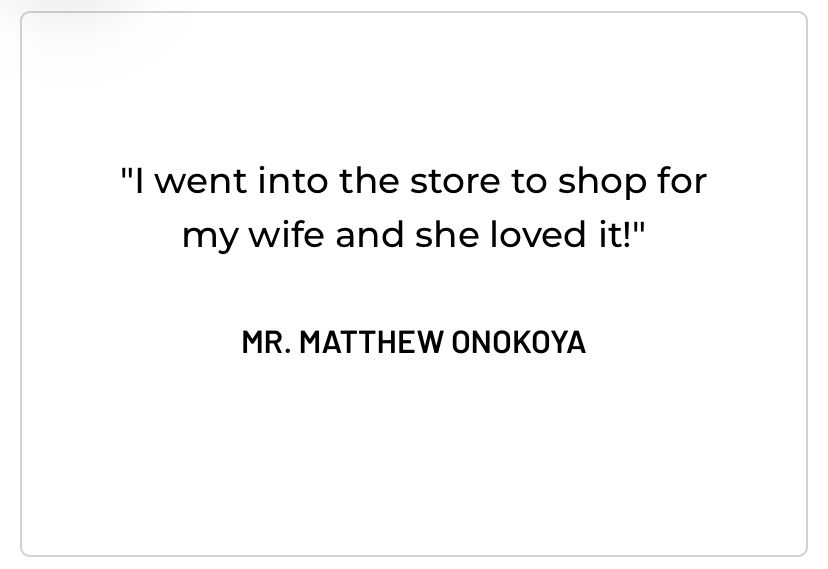 "I went into the store to shop for
my wife and she loved it!"
MR. MATTHEW ONOKOYA